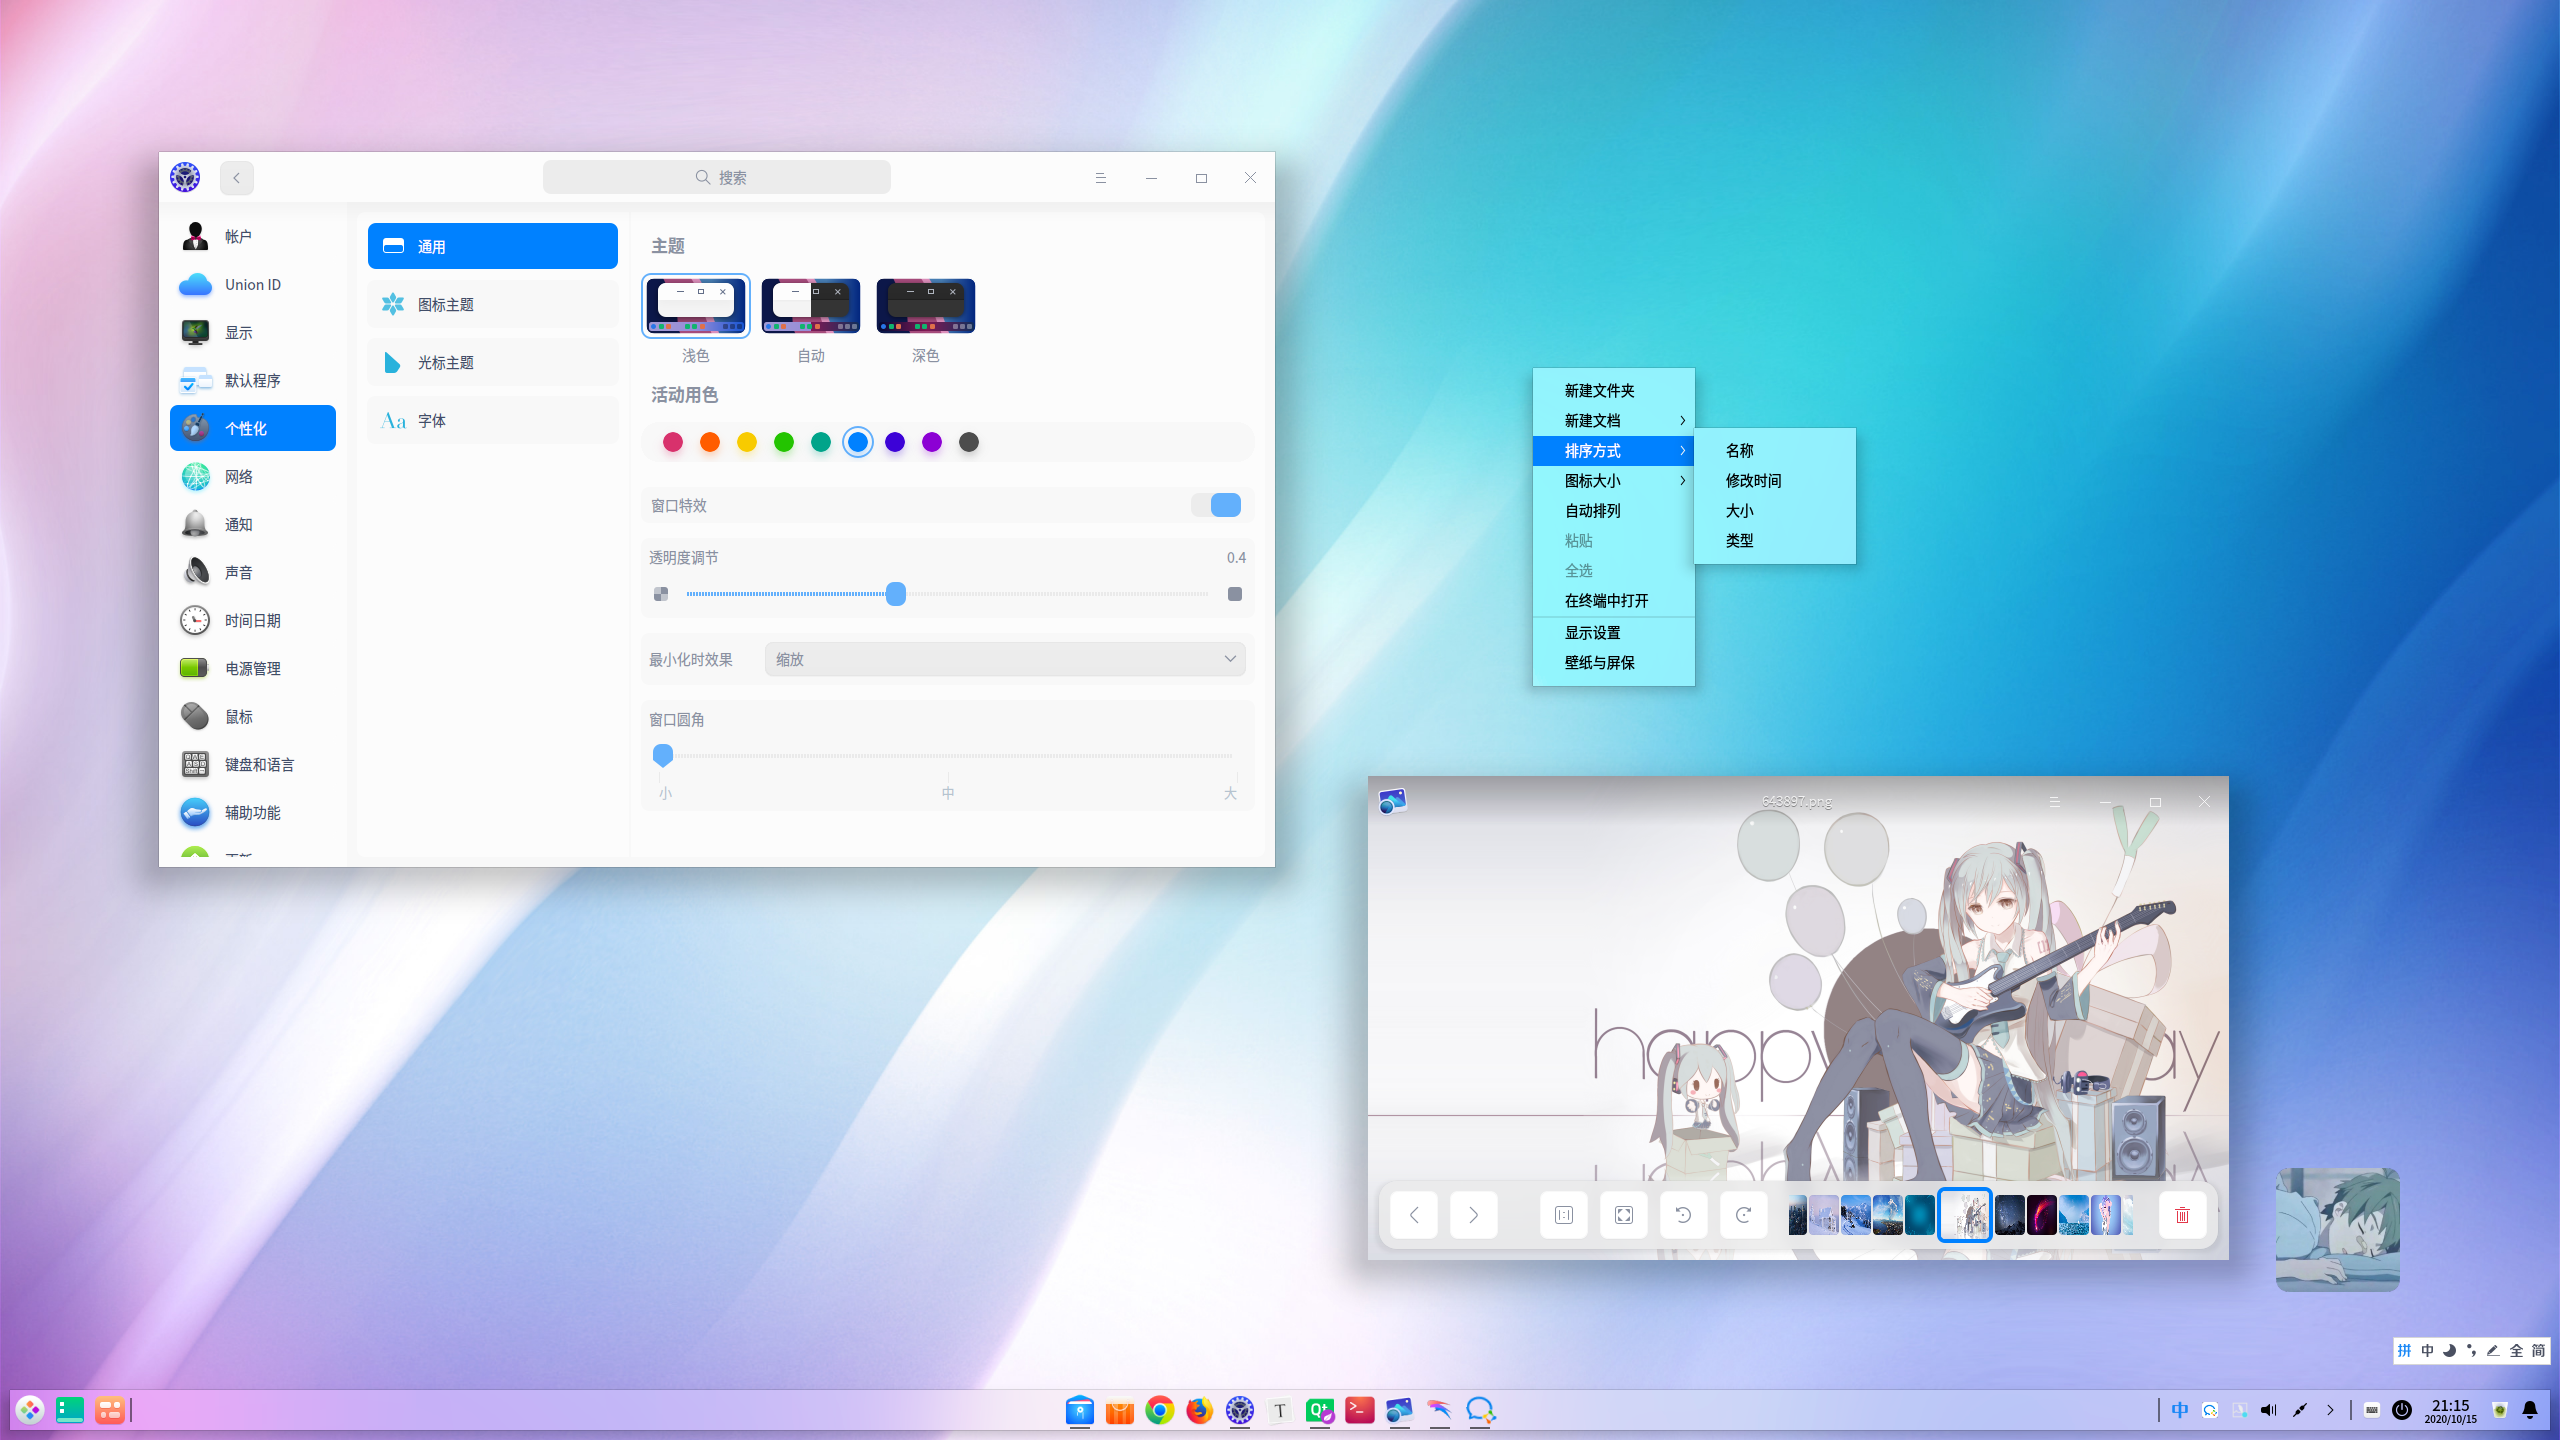 搜索
帐户
Union ID
显示
默认程序
个性化
网络
通知
声音
时间日期
电源管理
鼠标
键盘和语言
辅助功能
通用
图标主题
光标主题
Aa 字体
主题
浅色 自动 深色
活动用色
窗口特效
透明度调节 0.4
最小化时效果 缩放
窗口圆角
小 中 大
新建文件夹
新建文档
排序方式
图标大小
自动排列
粘贴
全选
在终端中打开
显示设置
壁纸与屏保
名称
修改时间
大小
类型
643897.png
happy
拼 中 全 简
中
21:15
2020/10/15